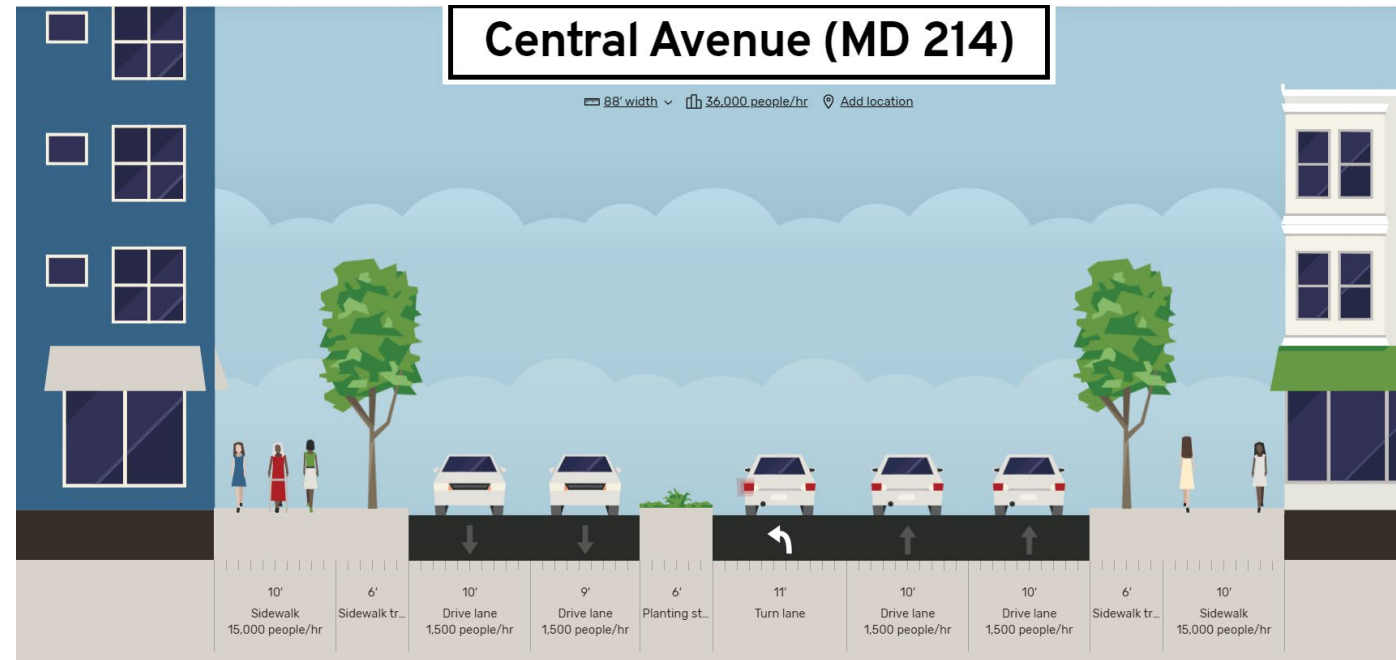 Central Avenue (MD 214)
88' width 36,000 people/hr Add location
10' 6' 10' 9' 6' 11' 10' 10' 6' 10'
Sidewalk Sidewalk tr... Drive lane Drive lane Planting st... Turn lane Drive lane Drive lane Sidewalk tr... Sidewalk
15,000 people/hr 1,500 people/hr 1,500 people/hr 1,500 people/hr 1,500 people/hr 15,000 people/hr